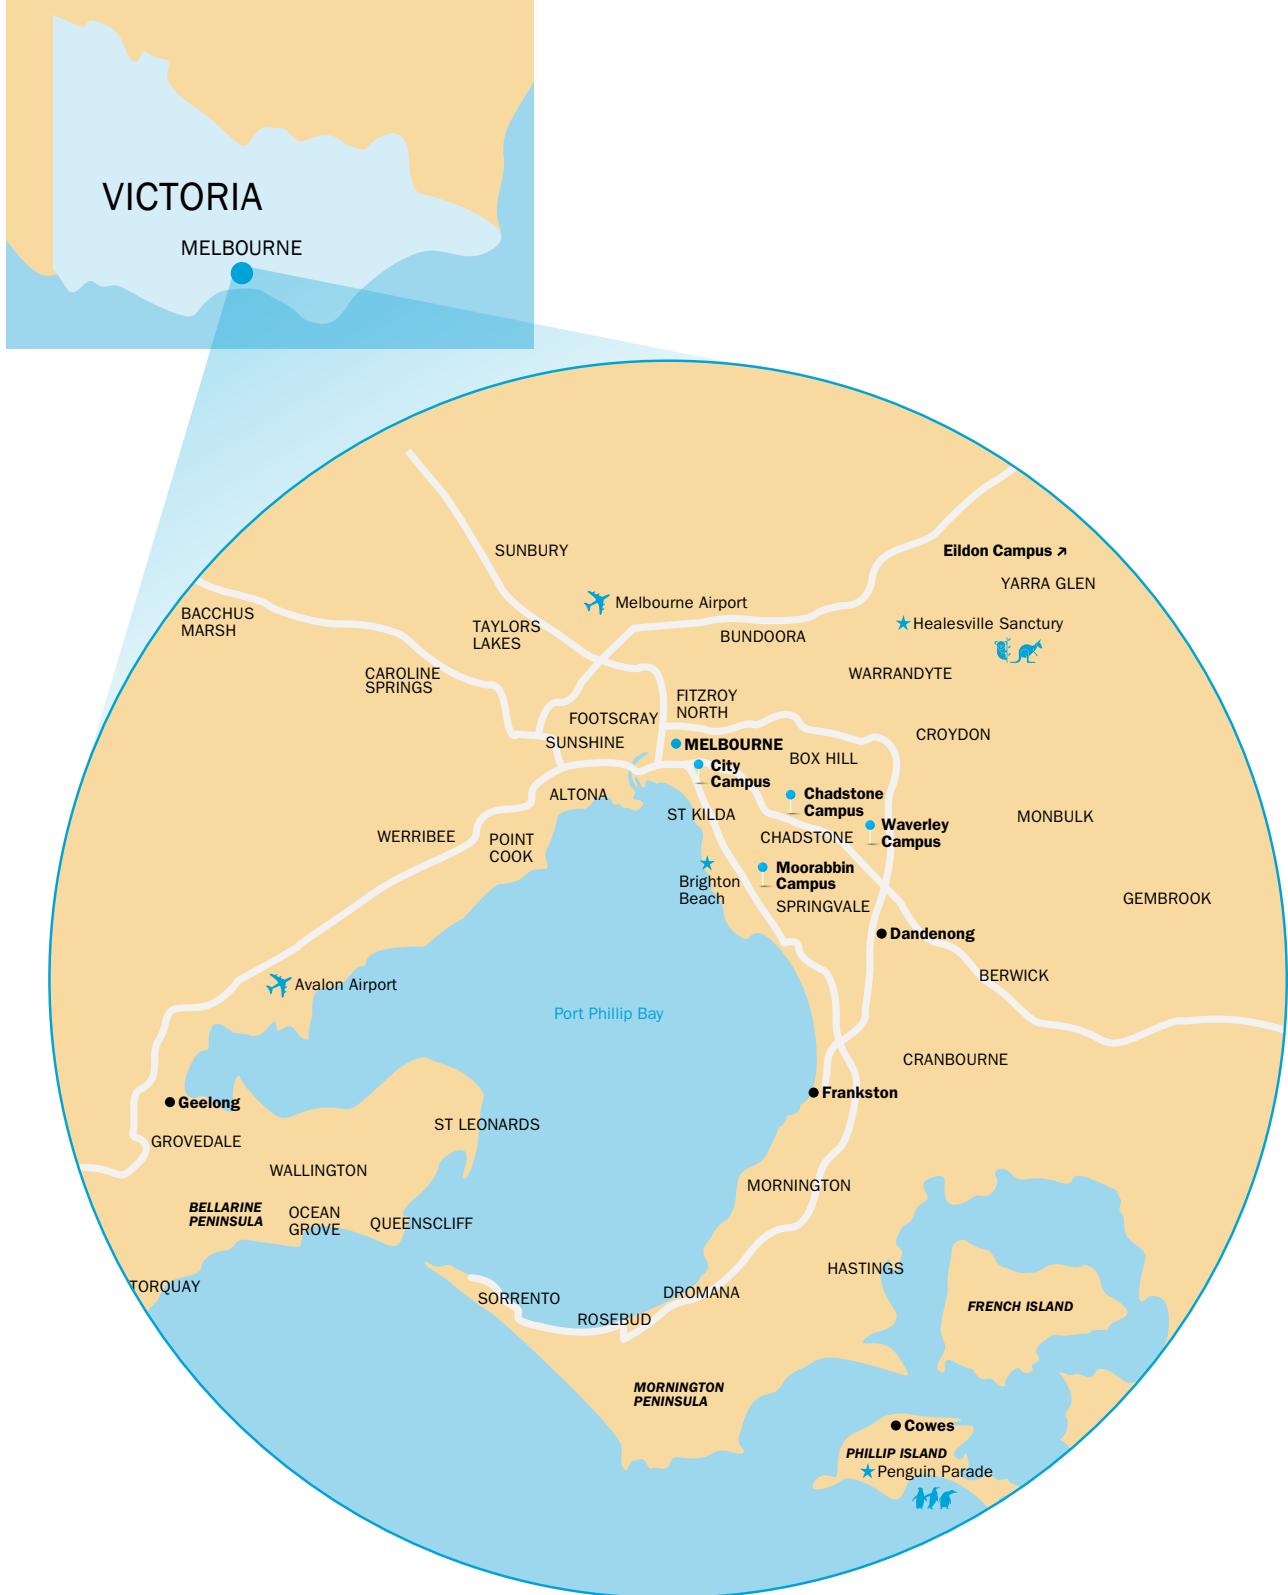 VICTORIA
MELBOURNE
SUNBURY
Eildon Campus ↗
YARRA GLEN
Melbourne Airport
BACCHUS
MARSH
TAYLORS
LAKES
BUNDOORA
Healesville Sanctury
CAROLINE
SPRINGS
WARRANDYTE
FITZROY
NORTH
FOOTSCRAY
SUNSHINE
MELBOURNE
CROYDON
BOX HILL
City
Campus
ALTONA
Chadstone
Campus
ST KILDA
MONBULK
WERRIBEE
POINT
COOK
CHADSTONE
Waverley
Campus
Brighton
Beach
Moorabbin
Campus
SPRINGVALE
GEMBROOK
Dandenong
BERWICK
Avalon Airport
Port Phillip Bay
CRANBOURNE
Frankston
Geelong
ST LEONARDS
GROVEDALE
WALLINGTON
MORNINGTON
BELLARINE
PENINSULA
OCEAN
GROVE
QUEENSCLIFF
HASTINGS
TORQUAY
SORRENTO
DROMANA
FRENCH ISLAND
ROSEBUD
MORNINGTON
PENINSULA
Cowes
PHILLIP ISLAND
Penguin Parade